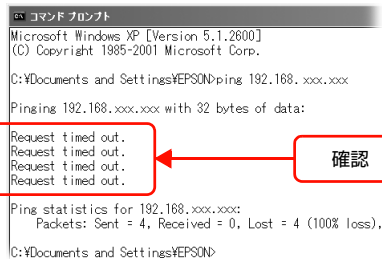 コマンド プロンプト
Microsoft Windows XP [Version 5.1.2600]
(C) Copyright 1985-2001 Microsoft Corp.
C:¥Documents and Settings¥EPSON>ping 192.168. xxx.xxx
Pinging 192.168.xxx.xxx with 32 bytes of data:
Request timed out.
Request timed out.
Request timed out.
Request timed out.
確認
Ping statistics for 192.168.xxx.xxx:
Packets: Sent = 4, Received = 0, Lost = 4 (100% loss),
C:¥Documents and Settings¥EPSON>